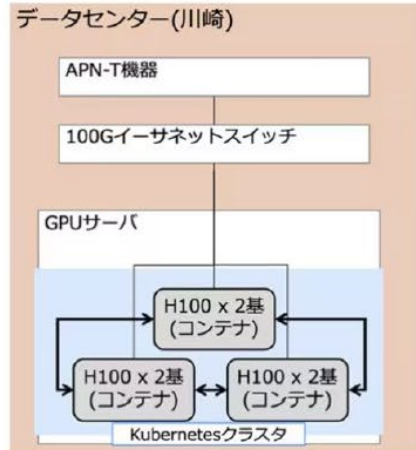 データセンター(川崎)
APN-T機器
100Gイーサネットスイッチ
GPUサーバ
H100 x 2基
(コンテナ)
H100 x 2基
(コンテナ)
H100 x 2基
(コンテナ)
Kubernetesクラスタ